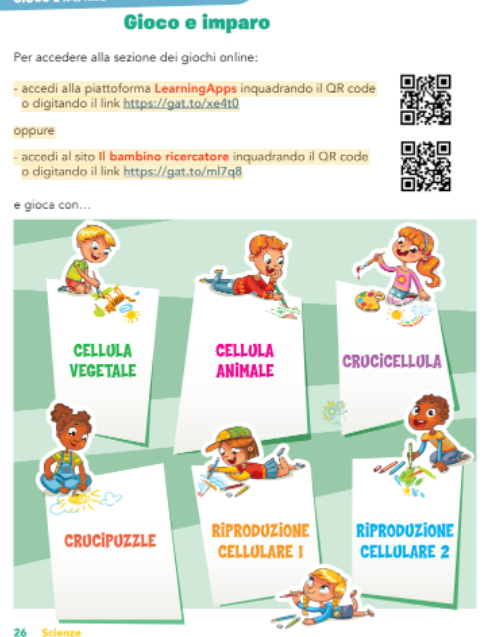 Gioco e imparo
Per accedere alla sezione dei giochi online:
- accedi alla piattaforma LearningApps inquadrando il QR code
o digitando il link https://gat.to/xe4t0
oppure
- accedi al sito Il bambino ricercatore inquadrando il QR code
o digitando il link https://gat.to/ml7q8
e gioca con...
CELLULA
VEGETALE
CELLULA
ANIMALE
CRUCICELLULA
CRUCIPUZZLE
RIPRODUZIONE
CELLULARE 1
RIPRODUZIONE
CELLULARE 2
26 Scienze